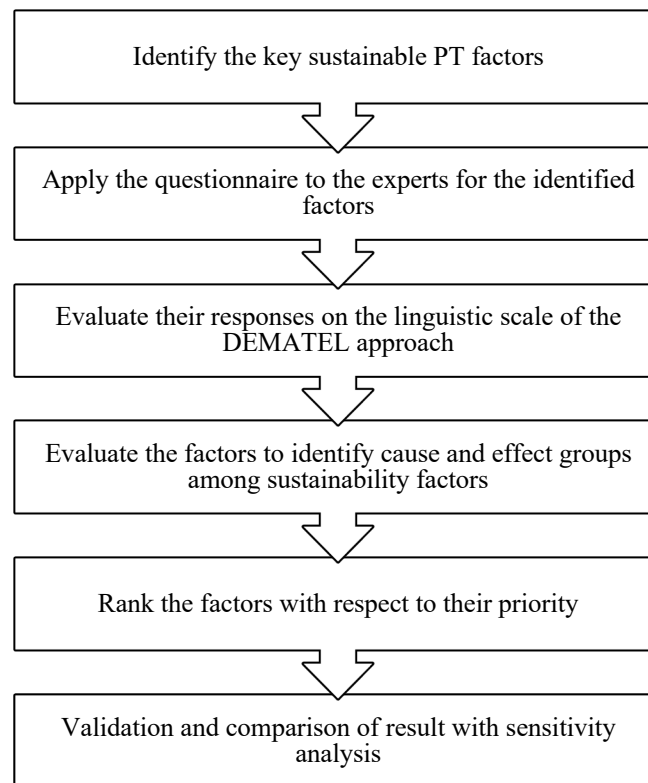 Identify the key sustainable PT factors
Apply the questionnaire to the experts for the identified
factors
Evaluate their responses on the linguistic scale of the
DEMATEL approach
Evaluate the factors to identify cause and effect groups
among sustainability factors
Rank the factors with respect to their priority
Validation and comparison of result with sensitivity
analysis